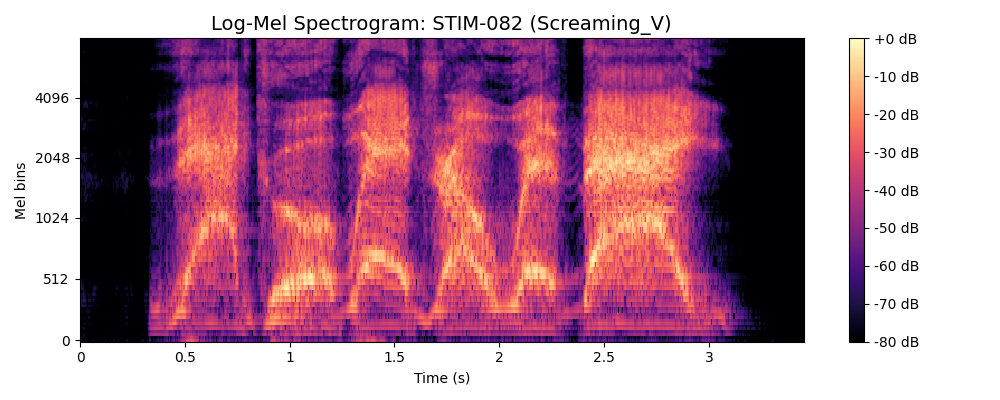 Log-Mel Spectrogram: STIM-082 (Screaming_V)
Mel bins
4096
2048
1024
512
0
0
0.5
1
1.5
2
2.5
3
Time (s)
+0 dB
-10 dB
-20 dB
-30 dB
-40 dB
-50 dB
-60 dB
-70 dB
-80 dB